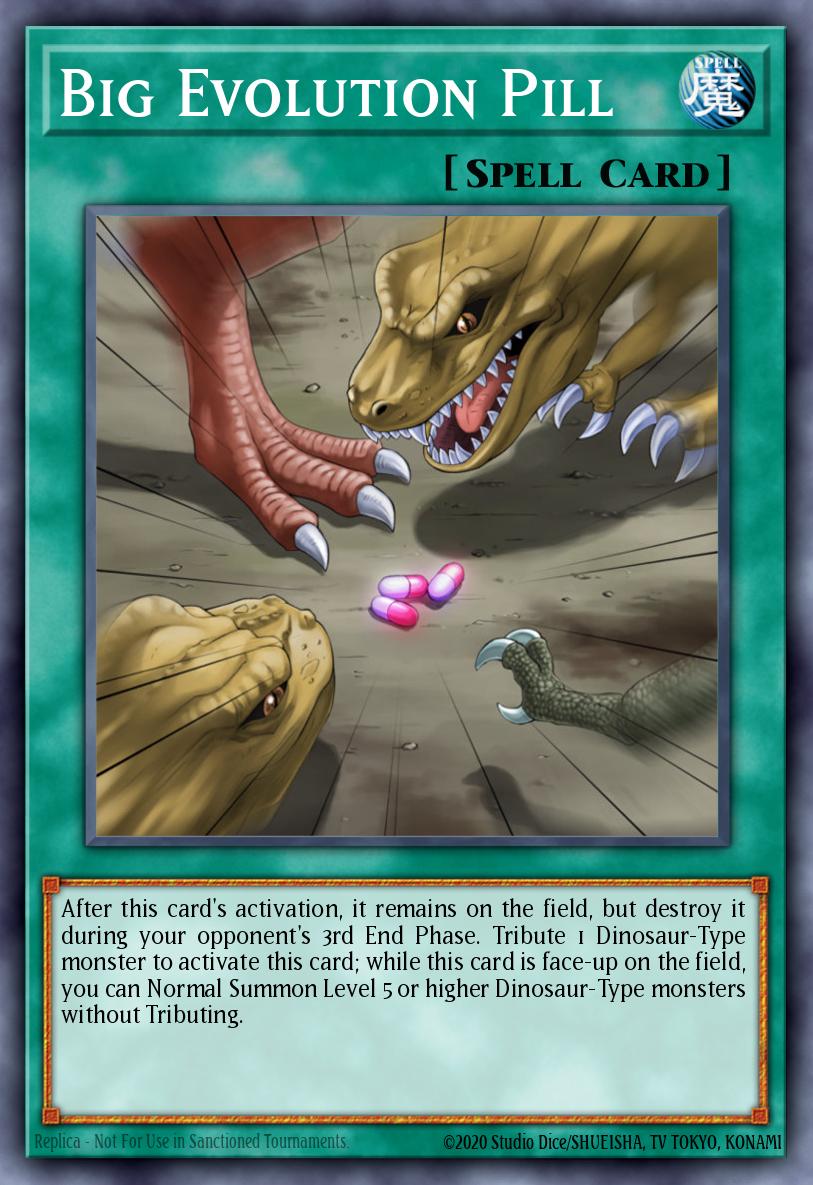 Big Evolution Pill
SPELL
魔
[ Spell Card ]
After this card's activation, it remains on the field, but destroy it
during your opponent's 3rd End Phase. Tribute 1 Dinosaur-Type
monster to activate this card; while this card is face-up on the field,
you can Normal Summon Level 5 or higher Dinosaur-Type monsters
without Tributing.
Replica - Not For Use in Sanctioned Tournaments.
©2020 Studio Dice/SHUEISHA, TV TOKYO, KONAMI